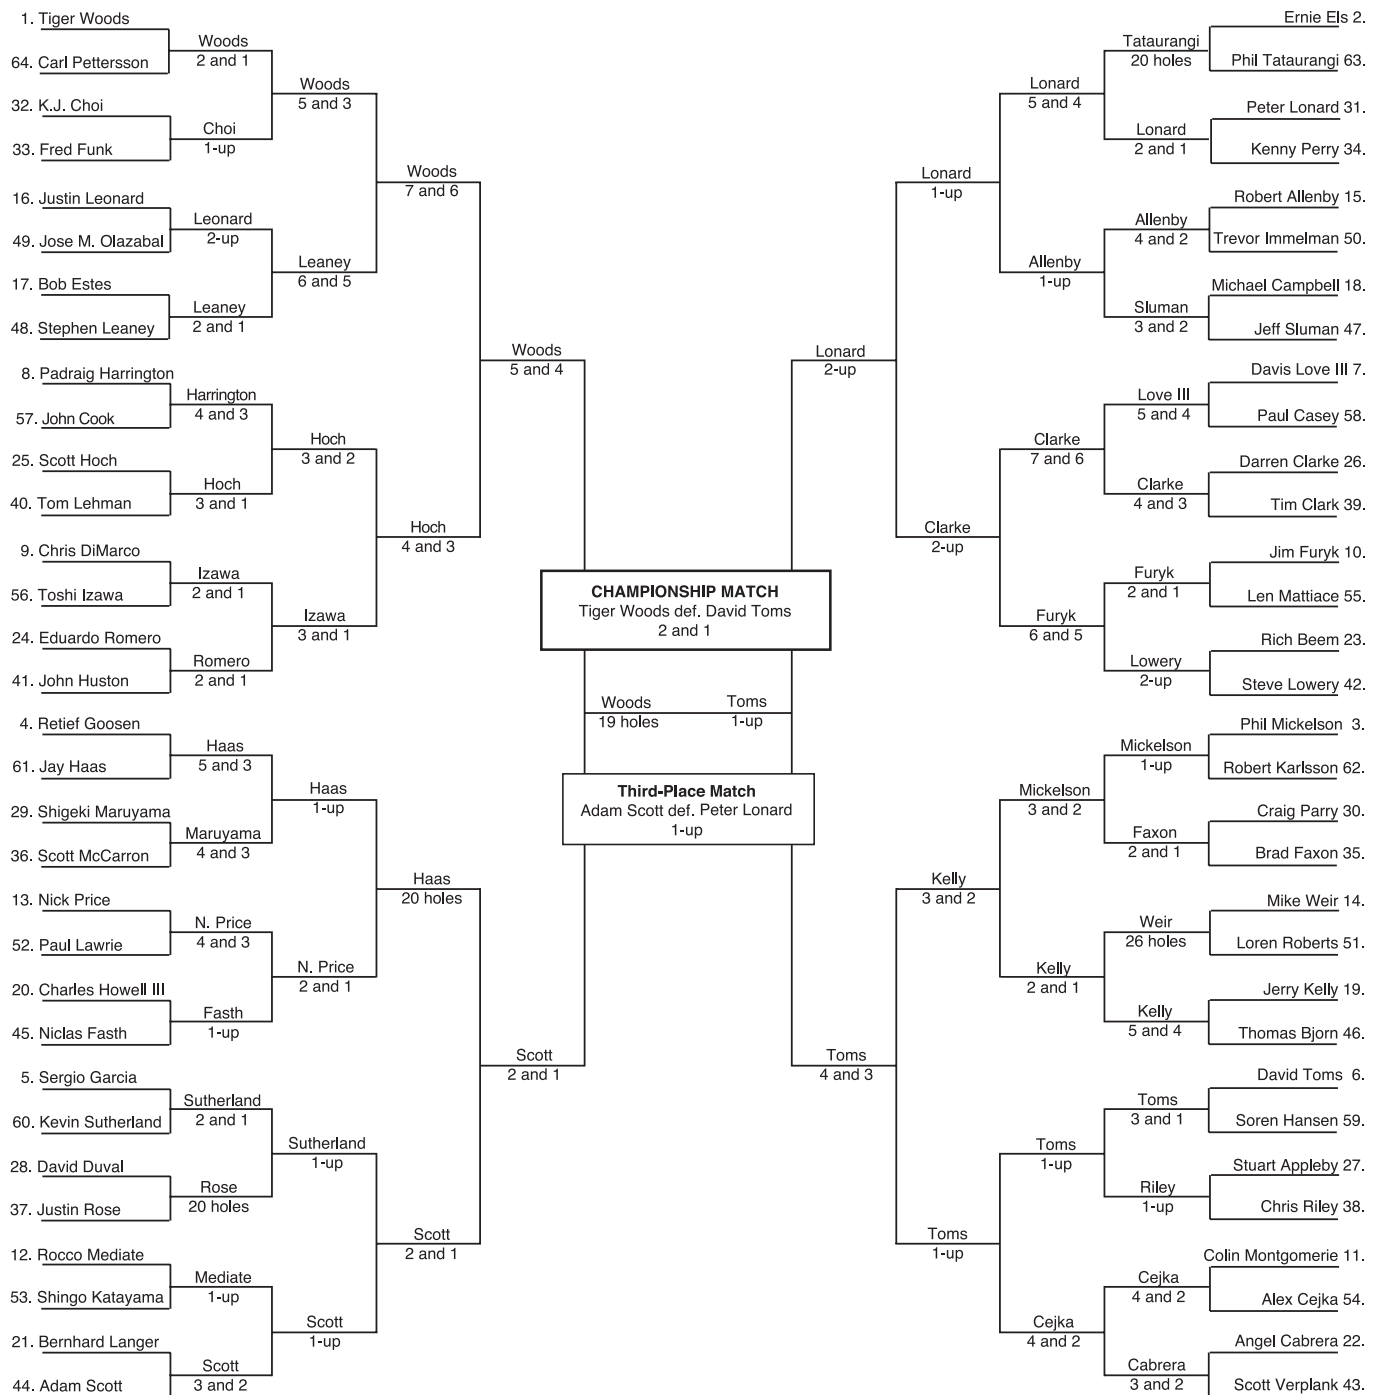 1. Tiger Woods
64. Carl Pettersson
32. K.J. Choi
33. Fred Funk
16. Justin Leonard
49. Jose M. Olazabal
17. Bob Estes
48. Stephen Leaney
8. Padraig Harrington
57. John Cook
25. Scott Hoch
40. Tom Lehman
9. Chris DiMarco
56. Toshi Izawa
24. Eduardo Romero
41. John Huston
4. Retief Goosen
61. Jay Haas
29. Shigeki Maruyama
36. Scott McCarron
13. Nick Price
52. Paul Lawrie
20. Charles Howell III
45. Niclas Fasth
5. Sergio Garcia
60. Kevin Sutherland
28. David Duval
37. Justin Rose
12. Rocco Mediate
53. Shingo Katayama
21. Bernhard Langer
44. Adam Scott
Woods
2 and 1
Choi
1-up
Leonard
2-up
Leaney
2 and 1
Harrington
4 and 3
Hoch
3 and 1
Izawa
2 and 1
Romero
2 and 1
Haas
5 and 3
Maruyama
4 and 3
N. Price
4 and 3
Fasth
1-up
Sutherland
2 and 1
Rose
20 holes
Mediate
1-up
Scott
3 and 2
Woods
5 and 3
Leaney
6 and 5
Hoch
3 and 2
Izawa
3 and 1
Haas
1-up
N. Price
2 and 1
Sutherland
1-up
Scott
1-up
Woods
7 and 6
Hoch
4 and 3
Haas
20 holes
Scott
2 and 1
Woods
5 and 4
Scott
2 and 1
CHAMPIONSHIP MATCH
Tiger Woods def. David Toms
2 and 1
Woods
19 holes
Toms
1-up
Third-Place Match
Adam Scott def. Peter Lonard
1-up
Lonard
2-up
Toms
4 and 3
Lonard
1-up
Clarke
2-up
Kelly
3 and 2
Toms
1-up
Lonard
5 and 4
Allenby
1-up
Clarke
7 and 6
Furyk
6 and 5
Mickelson
3 and 2
Kelly
2 and 1
Toms
1-up
Cejka
4 and 2
Tataurangi
20 holes
Lonard
2 and 1
Allenby
4 and 2
Sluman
3 and 2
Love III
5 and 4
Clarke
4 and 3
Furyk
2 and 1
Lowery
2-up
Mickelson
1-up
Faxon
2 and 1
Weir
26 holes
Kelly
5 and 4
Toms
3 and 1
Riley
1-up
Cejka
4 and 2
Cabrera
3 and 2
Ernie Els 2.
Phil Tataurangi 63.
Peter Lonard 31.
Kenny Perry 34.
Robert Allenby 15.
Trevor Immelman 50.
Michael Campbell 18.
Jeff Sluman 47.
Davis Love III 7.
Paul Casey 58.
Darren Clarke 26.
Tim Clark 39.
Jim Furyk 10.
Len Mattiace 55.
Rich Beem 23.
Steve Lowery 42.
Phil Mickelson 3.
Robert Karlsson 62.
Craig Parry 30.
Brad Faxon 35.
Mike Weir 14.
Loren Roberts 51.
Jerry Kelly 19.
Thomas Bjorn 46.
David Toms 6.
Soren Hansen 59.
Stuart Appleby 27.
Chris Riley 38.
Colin Montgomerie 11.
Alex Cejka 54.
Angel Cabrera 22.
Scott Verplank 43.